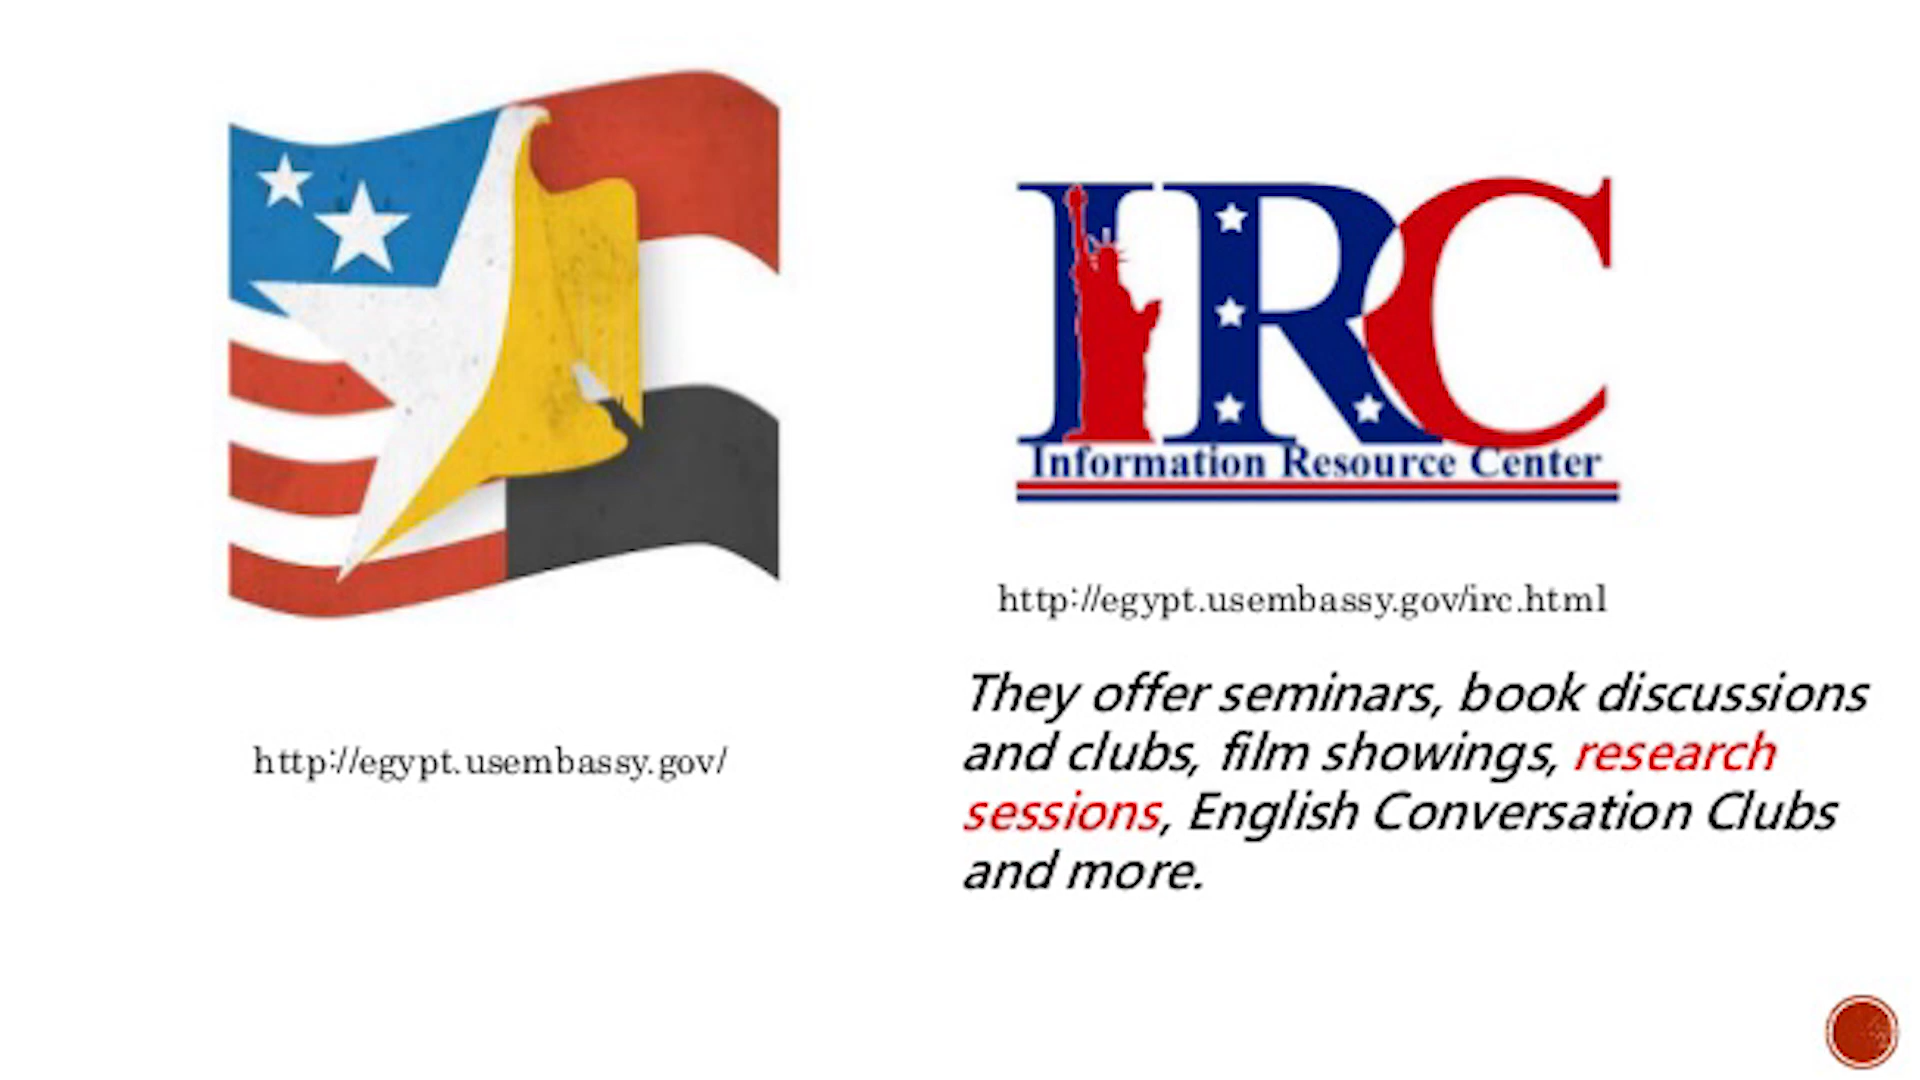 IRC
Information Resource Center
http://egypt.usembassy.gov/irc.html
They offer seminars, book discussions
and clubs, film showings, research
sessions, English Conversation Clubs
and more.
http://egypt.usembassy.gov/